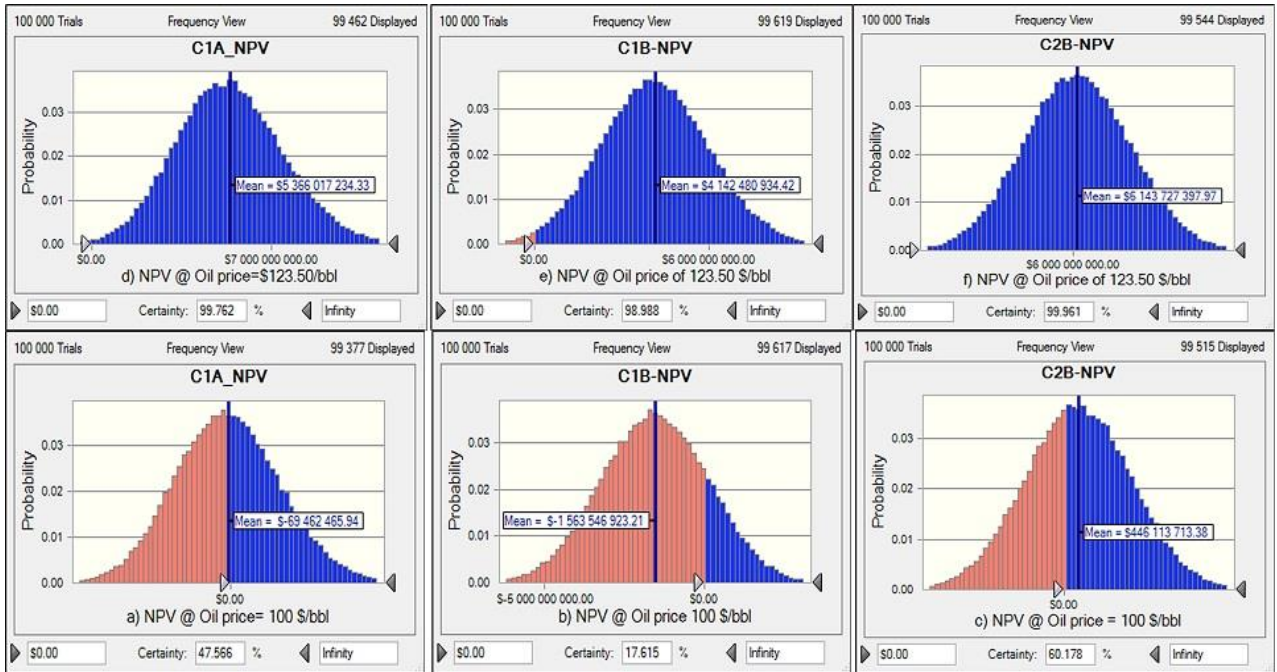 100 000 Trials Frequency View 99 462 Displayed
C1A_NPV
Probability
0.03
0.02
0.01
0.00
Mean = $5 366 017 234.33
$0.00 $7 000 000 000.00
d) NPV @ Oil price=$123.50/bbl
$0.00 Certainty: 99.762 % Infinity
100 000 Trials Frequency View 99 619 Displayed
C1B-NPV
Probability
0.03
0.02
0.01
0.00
Mean = $4 142 480 934.42
$0.00 $6 000 000 000.00
e) NPV @ Oil price of 123.50 $/bbl
$0.00 Certainty: 98.988 % Infinity
100 000 Trials Frequency View 99 544 Displayed
C2B-NPV
Probability
0.03
0.02
0.01
0.00
Mean = $6 143 727 397.97
$6 000 000 000.00
f) NPV @ Oil price of 123.50 $/bbl
$0.00 Certainty: 99.961 % Infinity
100 000 Trials Frequency View 99 377 Displayed
C1A_NPV
Probability
0.03
0.02
0.01
0.00
Mean = $-69 462 465.94
$0.00
a) NPV @ Oil price= 100 $/bbl
$0.00 Certainty: 47.566 % Infinity
100 000 Trials Frequency View 99 617 Displayed
C1B-NPV
Probability
0.03
0.02
0.01
0.00
Mean = $-1 563 546 923.21
$-6 000 000 000.00 $0.00
b) NPV @ Oil price 100 $/bbl
$0.00 Certainty: 17.615 % Infinity
100 000 Trials Frequency View 99 515 Displayed
C2B-NPV
Probability
0.03
0.02
0.01
0.00
Mean = $446 113 713.38
$0.00
c) NPV @ Oil price = 100 $/bbl
$0.00 Certainty: 60.178 % Infinity